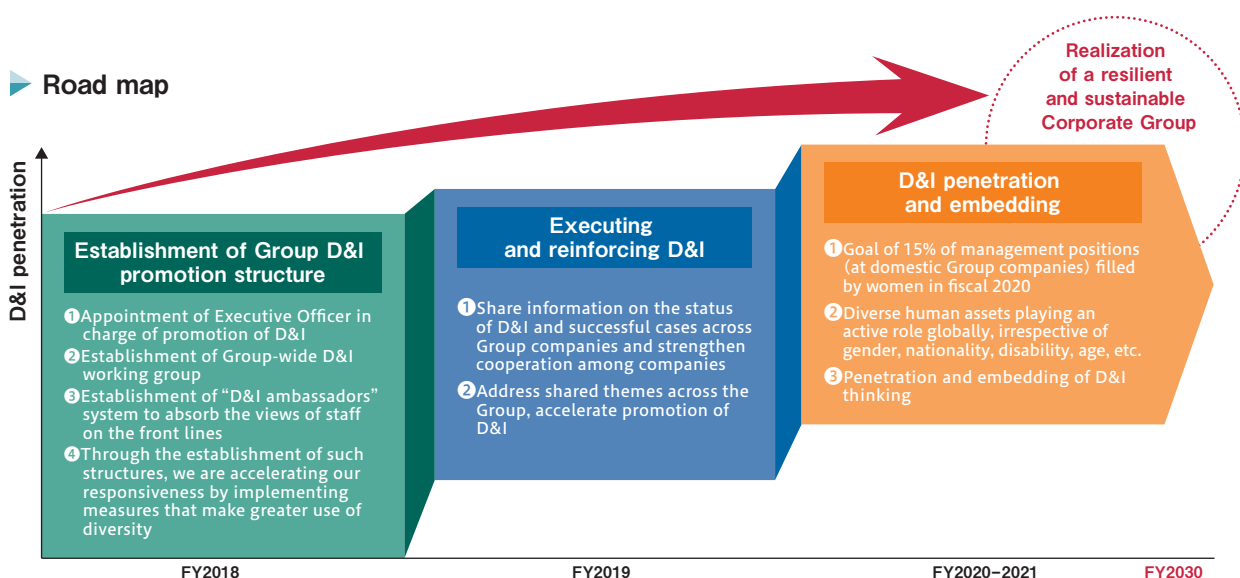 Road map
Realization
of a resilient
and sustainable
Corporate Group
D&I penetration
Establishment of Group D&I
promotion structure
❶Appointment of Executive Officer in
charge of promotion of D&I
❷Establishment of Group-wide D&I
working group
❸Establishment of “D&I ambassadors”
system to absorb the views of staff
on the front lines
❹Through the establishment of such
structures, we are accelerating our
responsiveness by implementing
measures that make greater use of
diversity
Executing
and reinforcing D&I
❶Share information on the status
of D&I and successful cases across
Group companies and strengthen
cooperation among companies
❷Address shared themes across the
Group, accelerate promotion of
D&I
D&I penetration
and embedding
❶Goal of 15% of management positions
(at domestic Group companies) filled
by women in fiscal 2020
❷Diverse human assets playing an
active role globally, irrespective of
gender, nationality, disability, age, etc.
❸Penetration and embedding of D&I
thinking
FY2018
FY2019
FY2020–2021
FY2030